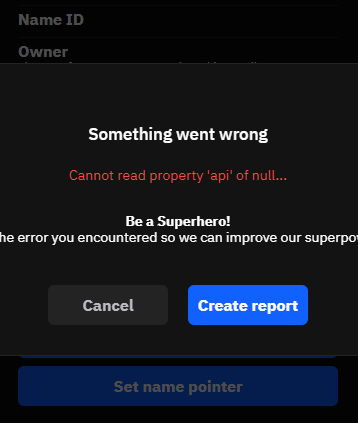 Name ID
Owner
Something went wrong
Cannot read property 'api' of null...
Be a Superhero!
he error you encountered so we can improve our superpow
Cancel
Create report
Set name pointer